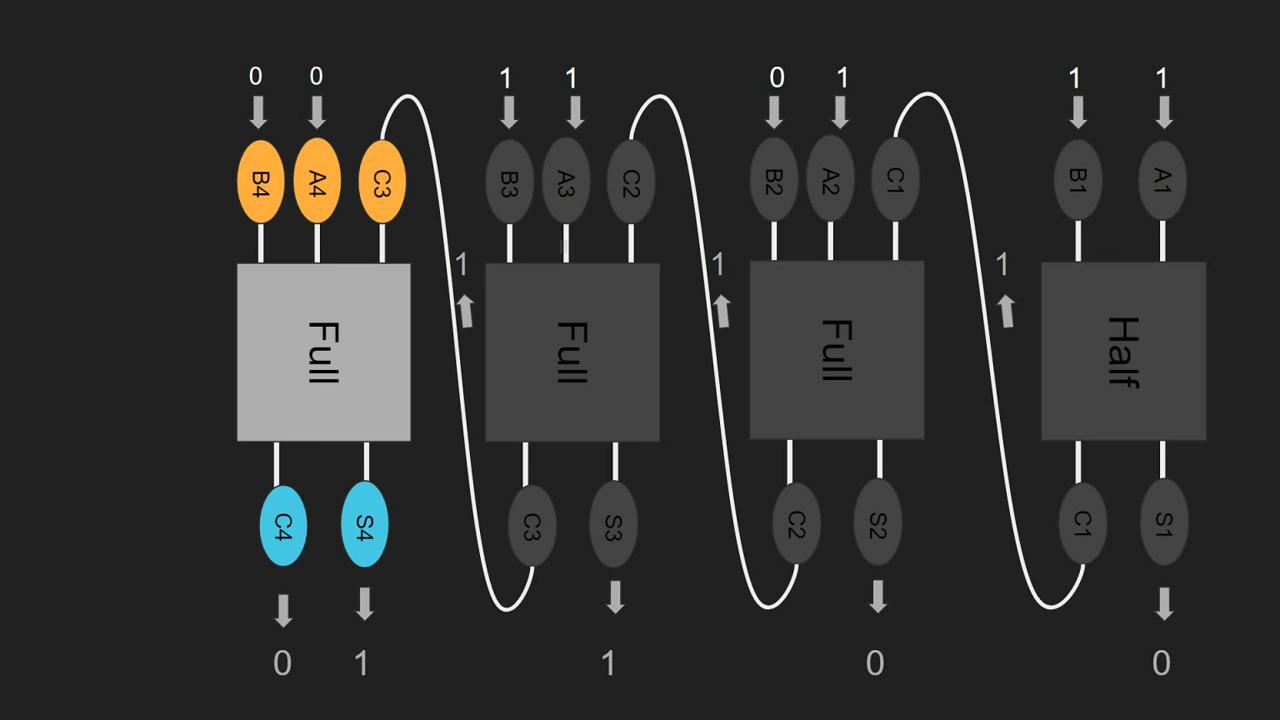 0 0 1 1 0 1 1 1
B4 A4 C3 B3 A3 C2 B2 A2 C1 B1 A1
1 1 1
Full Full Full Half
C4 S4 C3 S3 C2 S2 C1 S1
0 1 1 0 0